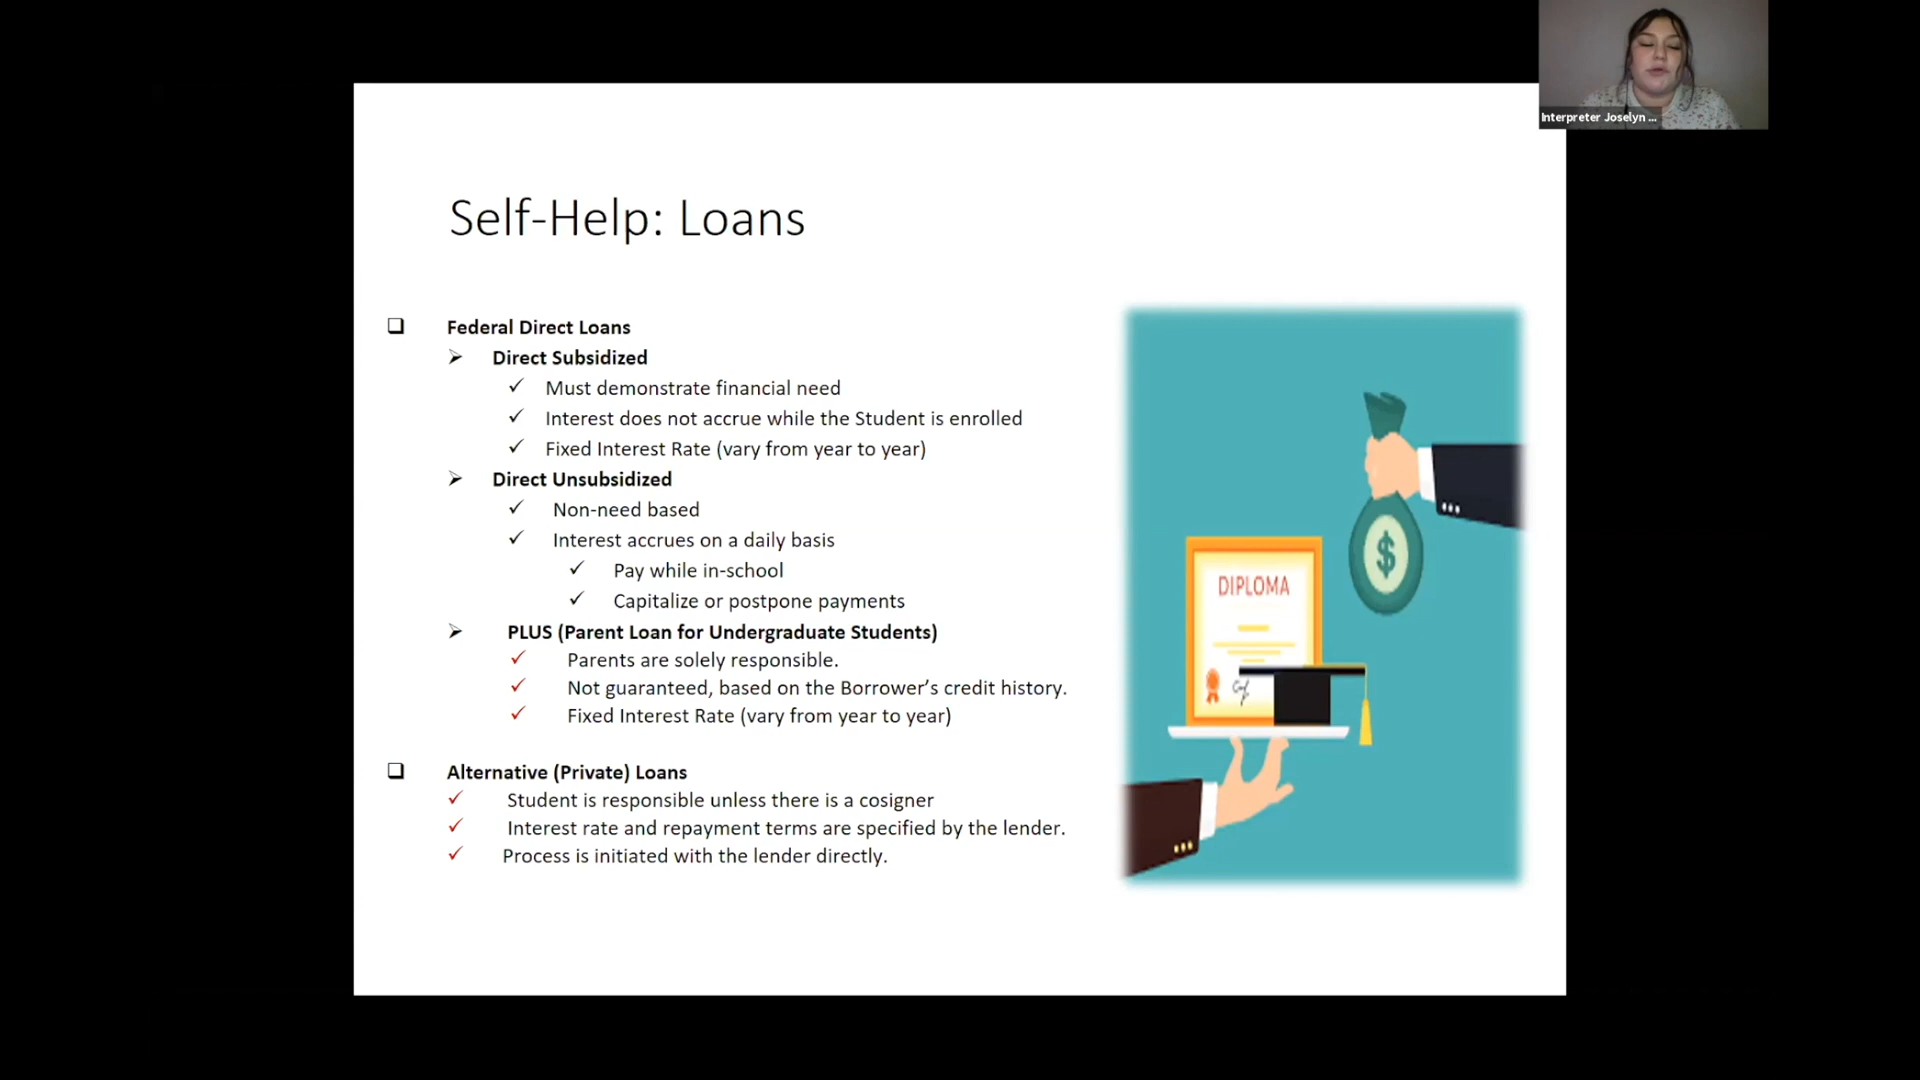 Interpreter Joselyn ...
Self-Help: Loans
Federal Direct Loans
Direct Subsidized
Must demonstrate financial need
Interest does not accrue while the Student is enrolled
Fixed Interest Rate (vary from year to year)
Direct Unsubsidized
Non-need based
Interest accrues on a daily basis
Pay while in-school
Capitalize or postpone payments
PLUS (Parent Loan for Undergraduate Students)
Parents are solely responsible.
Not guaranteed, based on the Borrower’s credit history.
Fixed Interest Rate (vary from year to year)
Alternative (Private) Loans
Student is responsible unless there is a cosigner
Interest rate and repayment terms are specified by the lender.
Process is initiated with the lender directly.
$
DIPLOMA